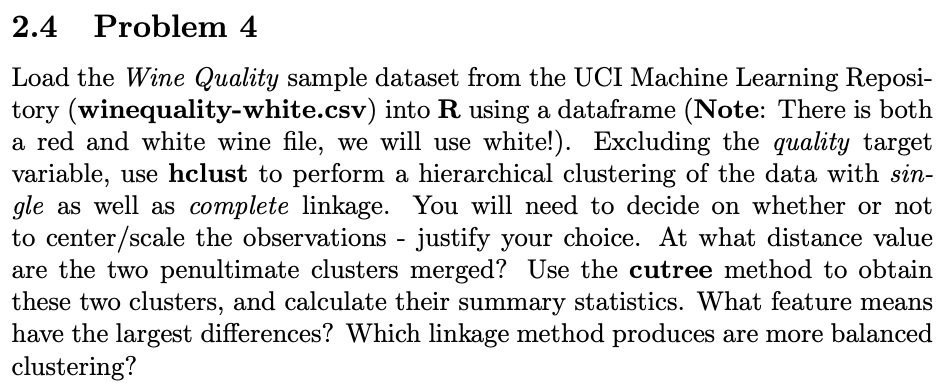 2.4 Problem 4
Load the Wine Quality sample dataset from the UCI Machine Learning Reposi-
tory (winequality-white.csv) into R using a dataframe (Note: There is both
a red and white wine file, we will use white!). Excluding the quality target
variable, use hclust to perform a hierarchical clustering of the data with sin-
gle as well as complete linkage. You will need to decide on whether or not
to center/scale the observations - justify your choice. At what distance value
are the two penultimate clusters merged? Use the cutree method to obtain
these two clusters, and calculate their summary statistics. What feature means
have the largest differences? Which linkage method produces are more balanced
clustering?